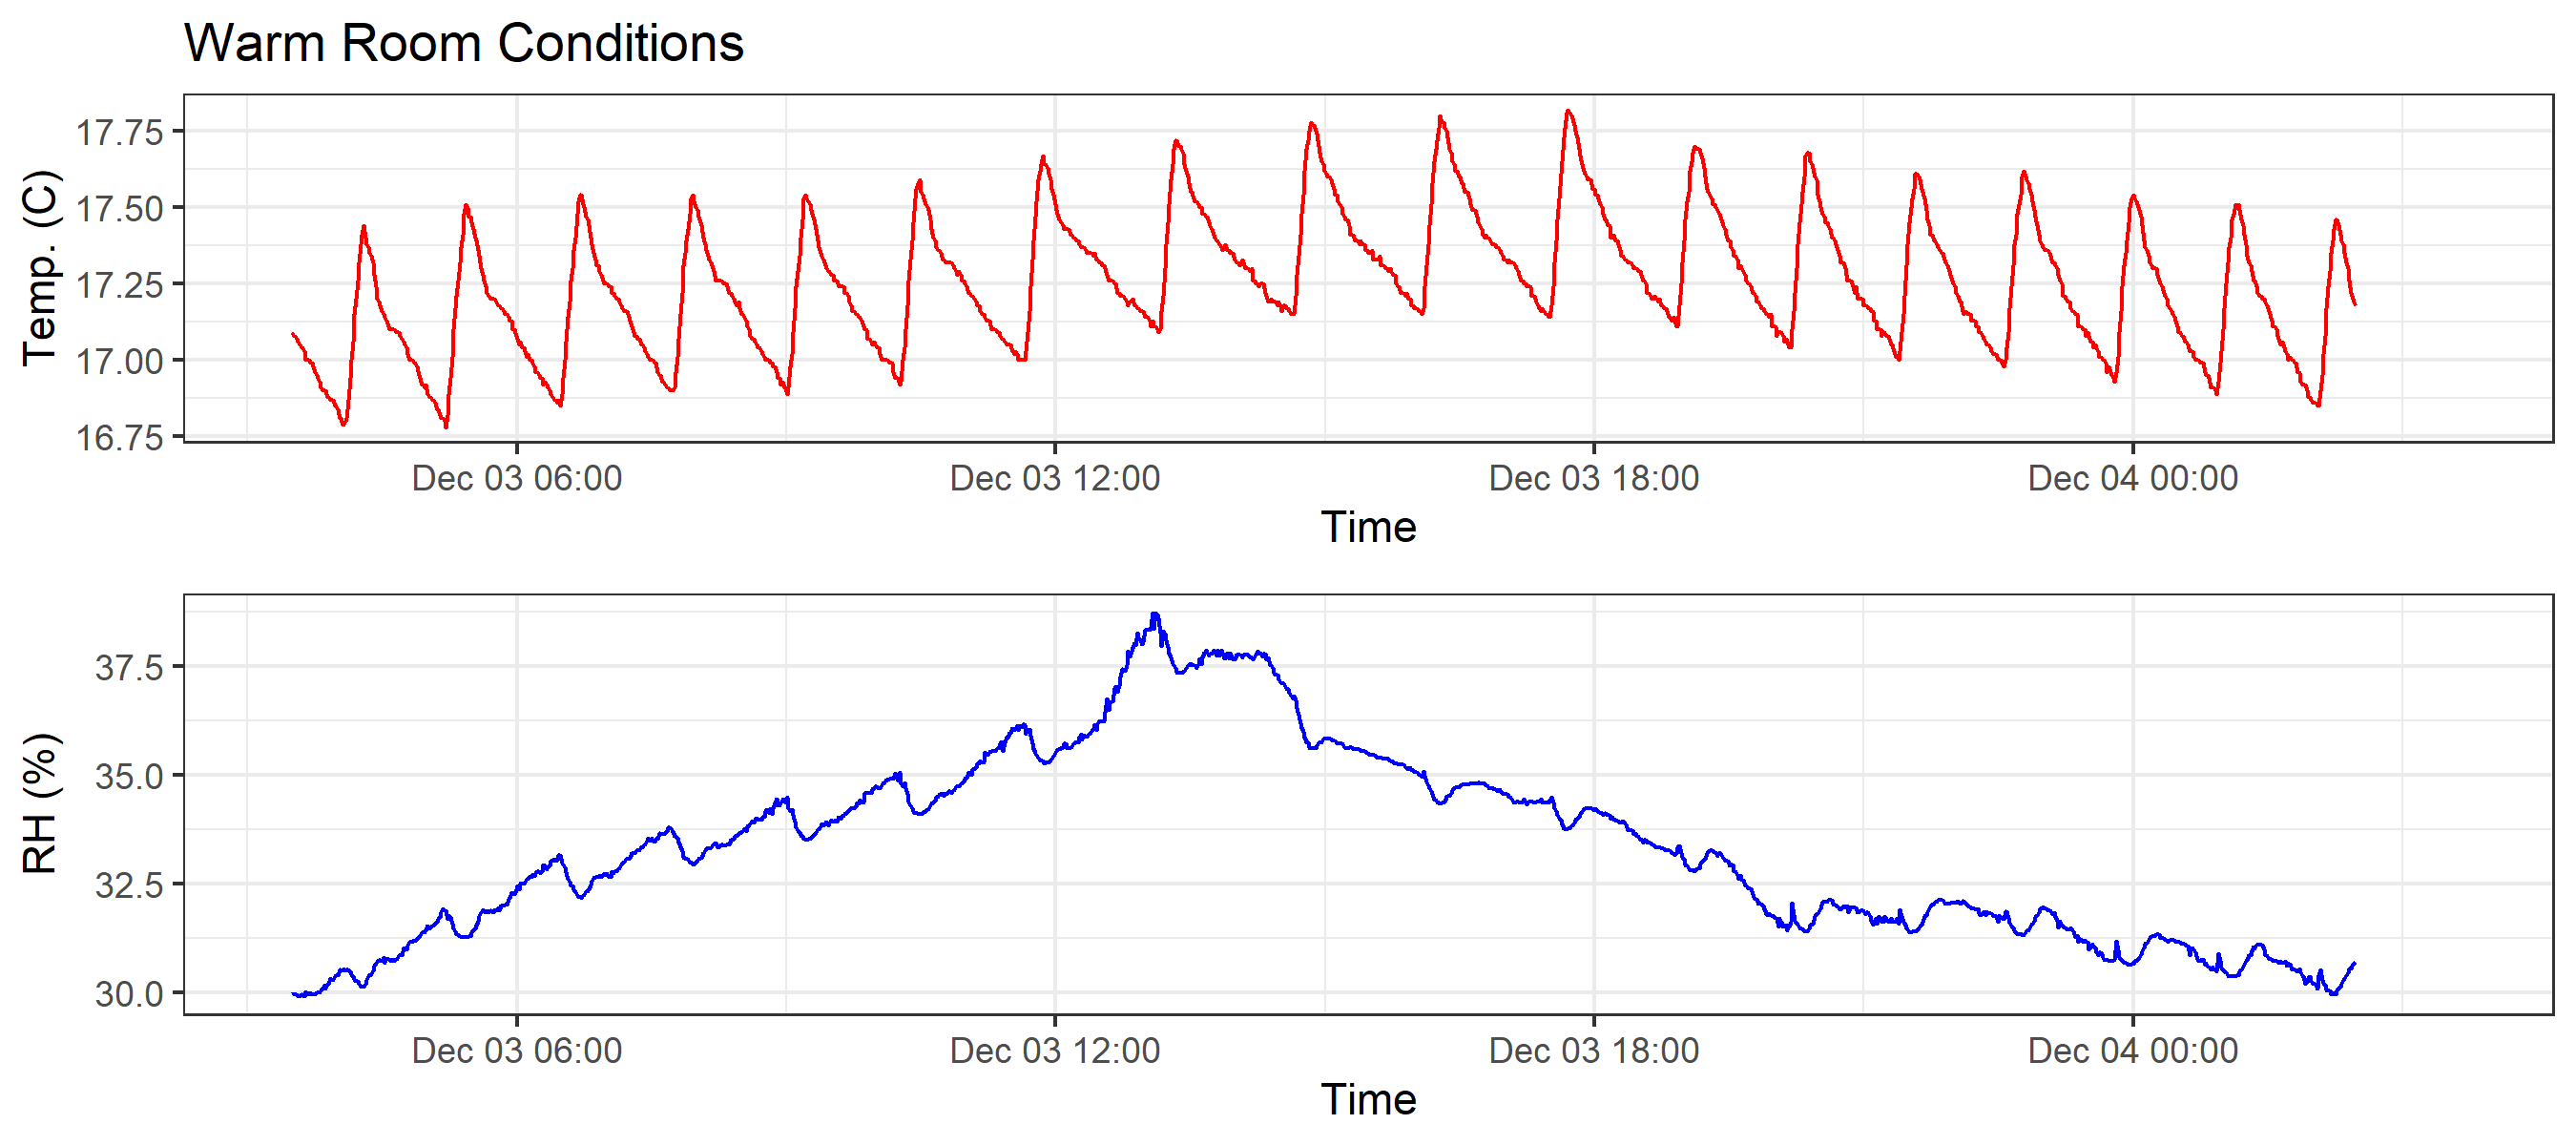 Warm Room Conditions
Temp. (C)
17.75
17.50
17.25
17.00
16.75
Dec 03 06:00 Dec 03 12:00 Dec 03 18:00 Dec 04 00:00
Time
RH (%)
37.5
35.0
32.5
30.0
Dec 03 06:00 Dec 03 12:00 Dec 03 18:00 Dec 04 00:00
Time